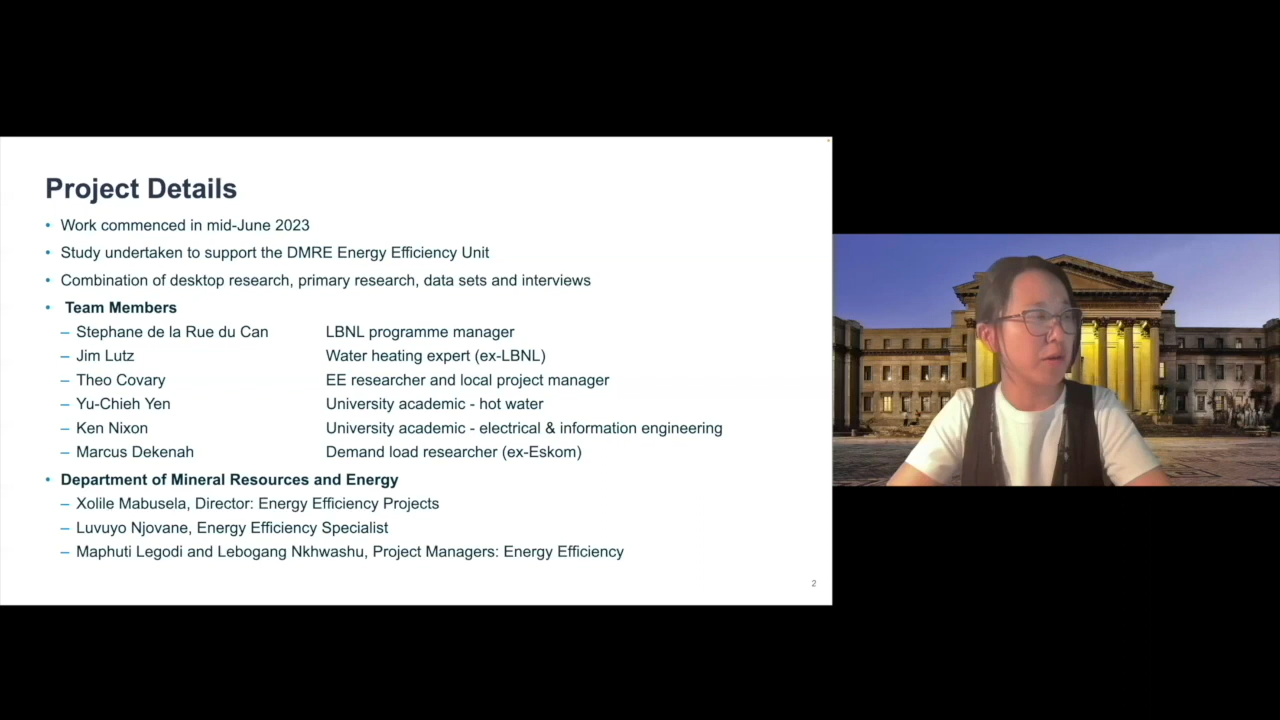 Project Details
• Work commenced in mid-June 2023
• Study undertaken to support the DMRE Energy Efficiency Unit
• Combination of desktop research, primary research, data sets and interviews
• Team Members
– Stephane de la Rue du Can LBNL programme manager
– Jim Lutz Water heating expert (ex-LBNL)
– Theo Covary EE researcher and local project manager
– Yu-Chieh Yen University academic - hot water
– Ken Nixon University academic - electrical & information engineering
– Marcus Dekenah Demand load researcher (ex-Eskom)
• Department of Mineral Resources and Energy
– Xolile Mabusela, Director: Energy Efficiency Projects
– Luvuyo Njovane, Energy Efficiency Specialist
– Maphuti Legodi and Lebogang Nkhwashu, Project Managers: Energy Efficiency
2